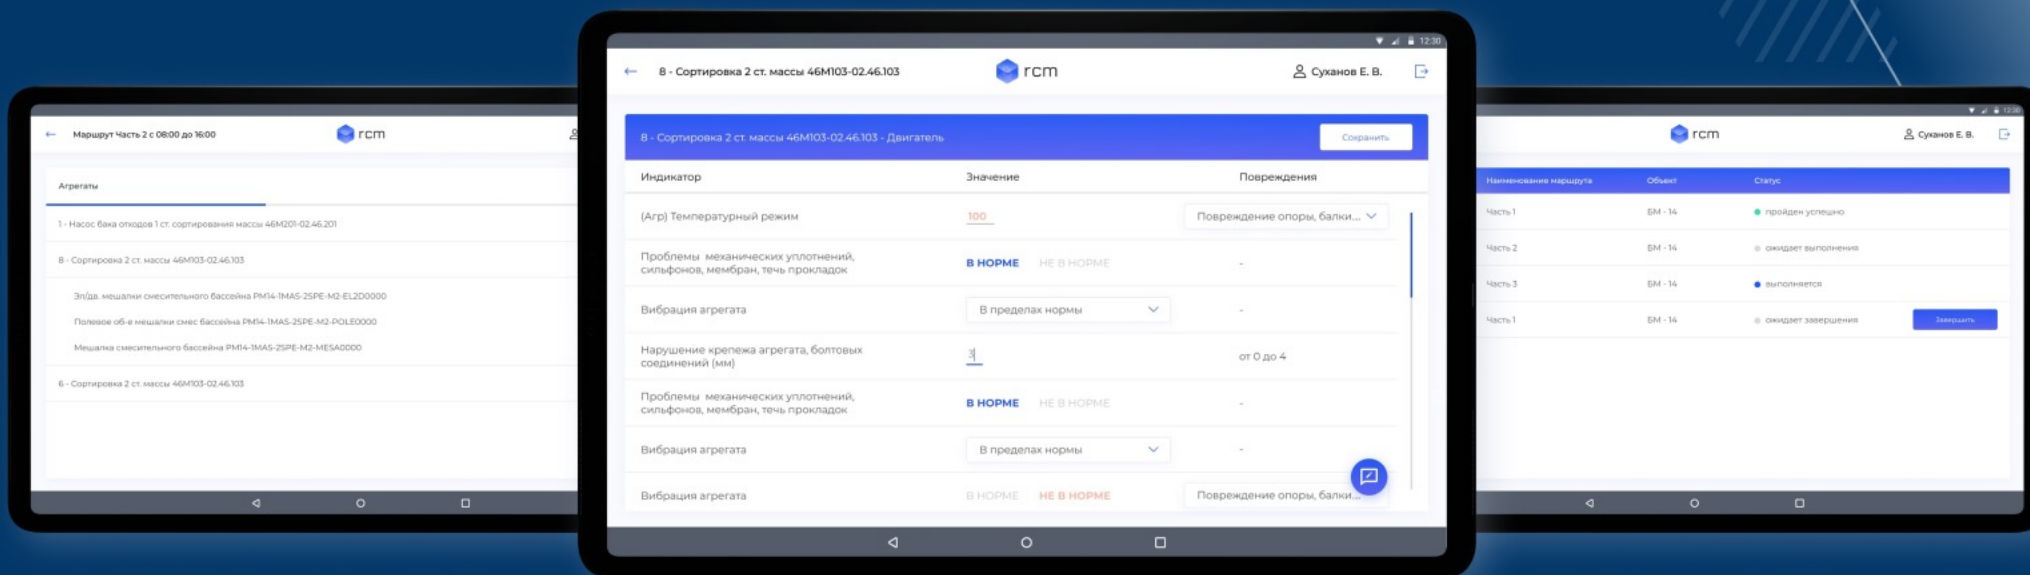 Маршрут Часть 2 с 08:00 до 16:00
rcm
Агрегаты
1 - Насос бака отходов 1 ст. сортирования массы 46М201-02.46.201
8 - Сортировка 2 ст. массы 46М103-02.46.103
Эл/дв. мешалки смесительного бассейна PM14-1MAS-2SPE-M2-EL2D0000
Полевое об-е мешалки смес бассейна PM14-1MAS-2SPE-M2-POLE0000
Мешалка смесительного бассейна PM14-1MAS-2SPE-M2-MESA0000
6 - Сортировка 2 ст. массы 46М103-02.46.103
12:30
8 - Сортировка 2 ст. массы 46М103-02.46.103
rcm
Суханов Е. В.
8 - Сортировка 2 ст. массы 46М103-02.46.103 - Двигатель
Сохранить
Индикатор Значение Повреждения
(Агр) Температурный режим 100 Повреждение опоры, балки...
Проблемы механических уплотнений,
сильфонов, мембран, течь прокладок
В НОРМЕ НЕ В НОРМЕ -
Вибрация агрегата В пределах нормы -
Нарушение крепежа агрегата, болтовых
соединений (мм)
3 от 0 до 4
Проблемы механических уплотнений,
сильфонов, мембран, течь прокладок
В НОРМЕ НЕ В НОРМЕ -
Вибрация агрегата В пределах нормы -
Вибрация агрегата В НОРМЕ НЕ В НОРМЕ Повреждение опоры, балки...
12:30
rcm
Суханов Е. В.
Наименование маршрута Объект Статус
Часть 1 БМ - 14 пройден успешно
Часть 2 БМ - 14 ожидает выполнения
Часть 3 БМ - 14 выполняется
Часть 1 БМ - 14 ожидает завершения Завершить